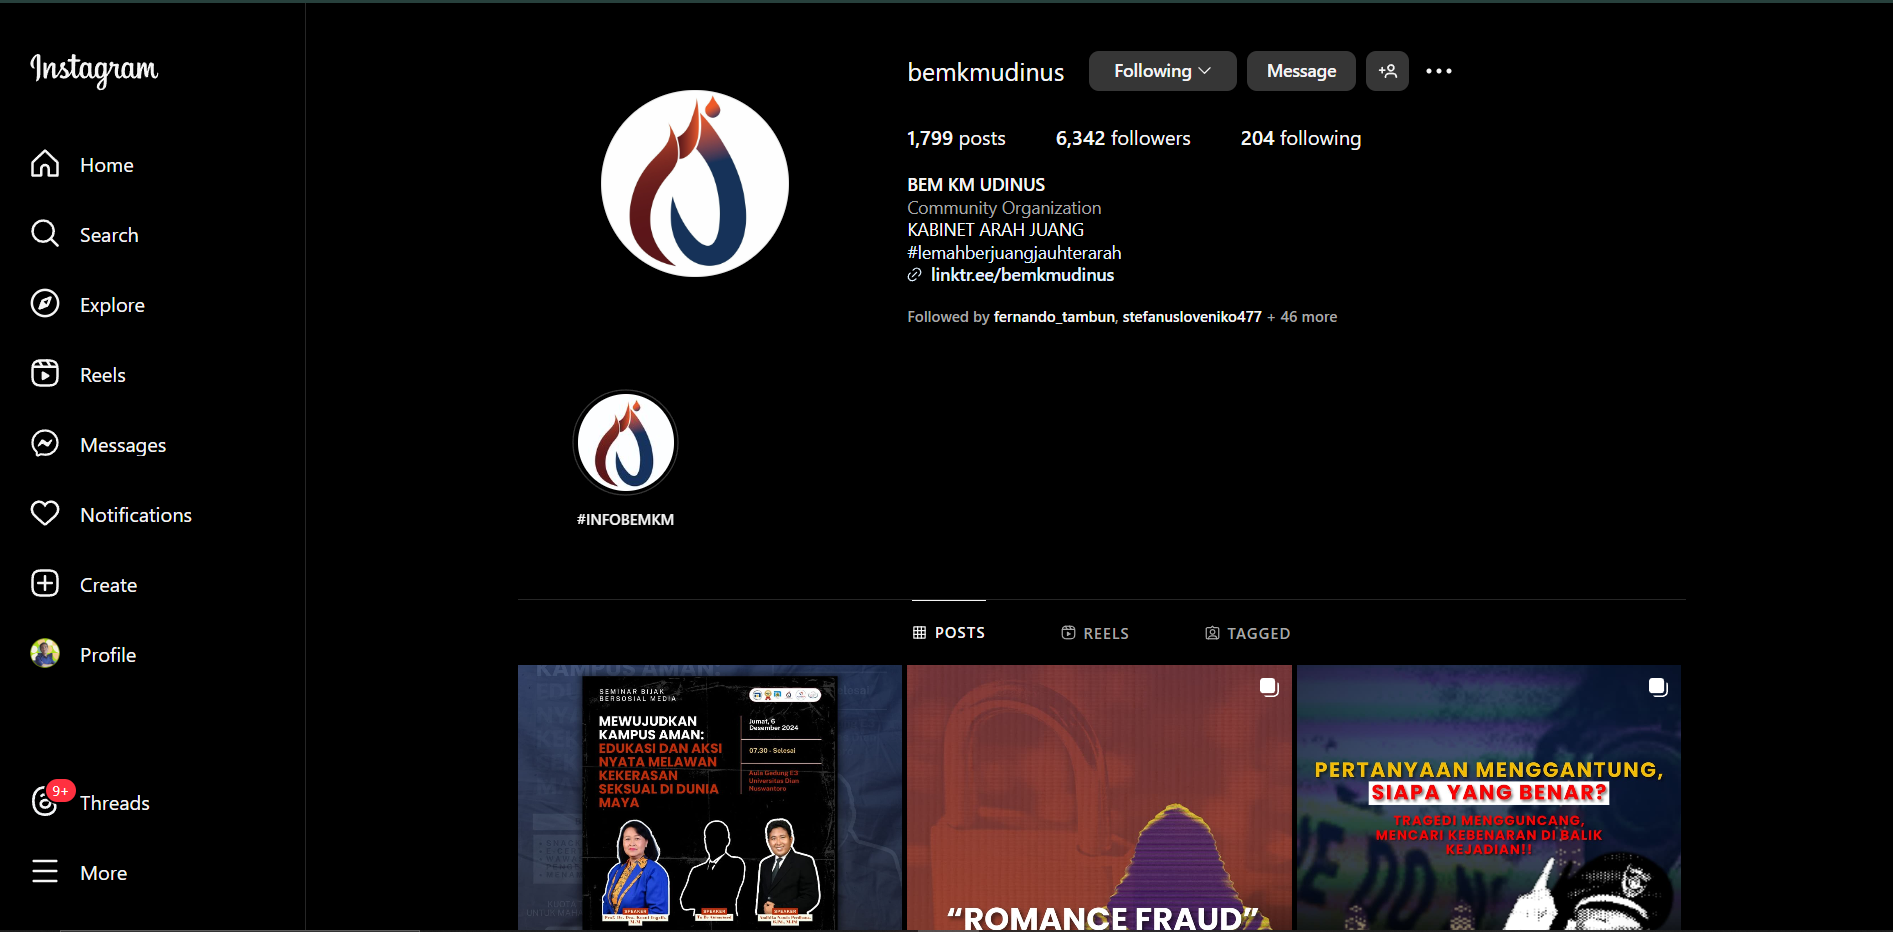 Instagram
Home
Search
Explore
Reels
Messages
Notifications
Create
Profile
9+
Threads
More
bemkmudinus
Following
Message
1,799 posts
6,342 followers
204 following
BEM KM UDINUS
Community Organization
KABINET ARAH JUANG
#lemahberjuangjauhterarah
linktr.ee/bemkmudinus
Followed by fernando_tambun, stefanusloveniko477 + 46 more
#INFOBEMKM
POSTS
REELS
TAGGED
KAMPUS AMAN:
SEMINAR BIJAK
BERSOSIAL MEDIA
MEWUJUDKAN
KAMPUS AMAN:
EDUKASI DAN AKSI
NYATA MELAWAN
KEKERASAN
SEKSUAL DI DUNIA
MAYA
Jumat, 6
Desember 2024
07.30 - Selesai
Aula Gedung E3
Universitas Dian
Nuswantoro
SPEAKER
SPEAKER
SPEAKER
"ROMANCE FRAUD"
PERTANYAAN MENGGANTUNG,
SIAPA YANG BENAR?
TRAGEDI MENGGUNCANG,
MENCARI KEBENARAN DI BALIK
KEJADIAN!!